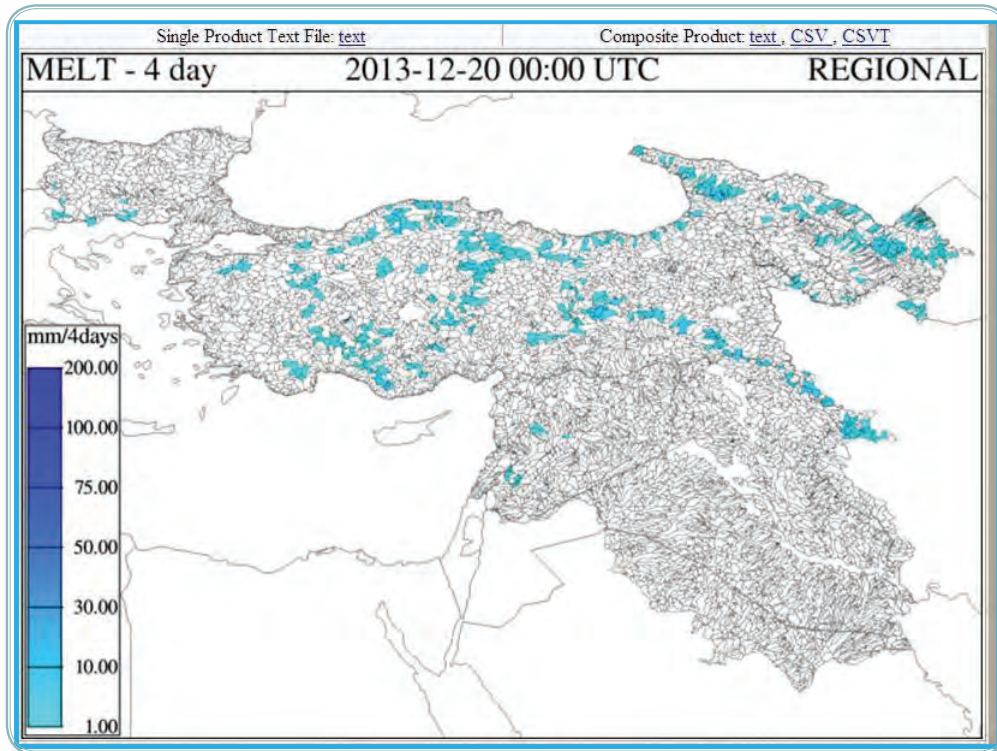 Single Product Text File: text
Composite Product: text , CSV , CSVT
MELT - 4 day 2013-12-20 00:00 UTC REGIONAL
mm/4days
200.00
100.00
75.00
50.00
30.00
10.00
1.00